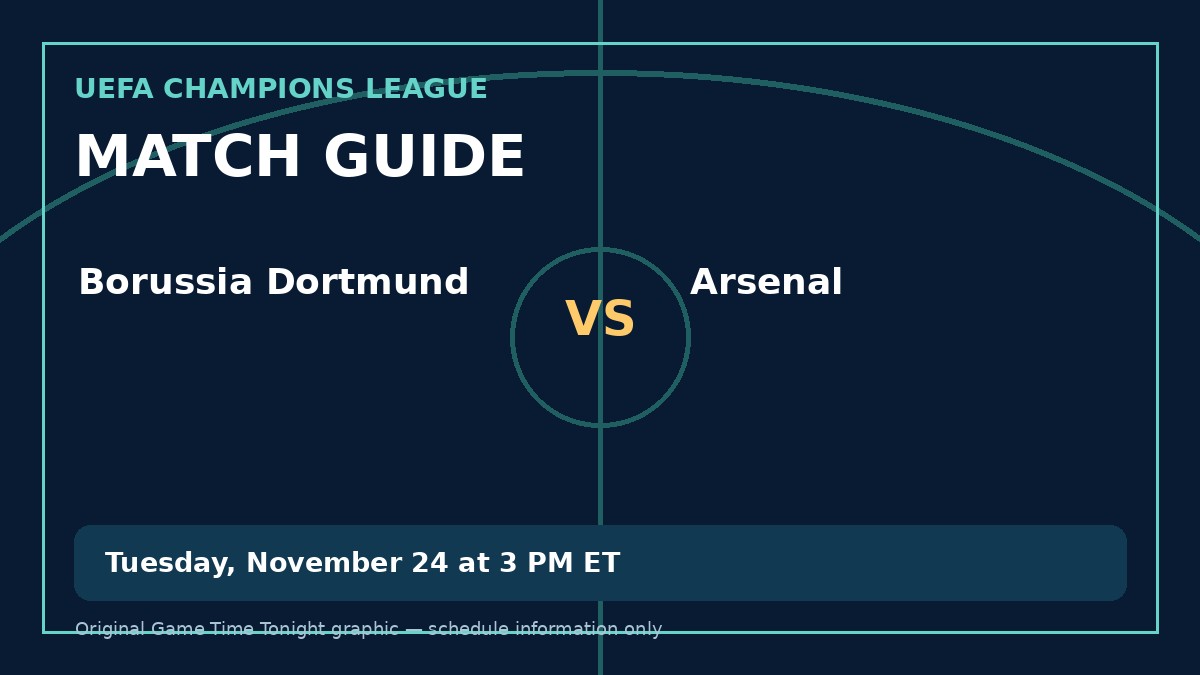 UEFA CHAMPIONS LEAGUE
MATCH GUIDE
Borussia Dortmund
VS
Arsenal
Tuesday, November 24 at 3 PM ET
Original Game Time Tonight graphic — schedule information only